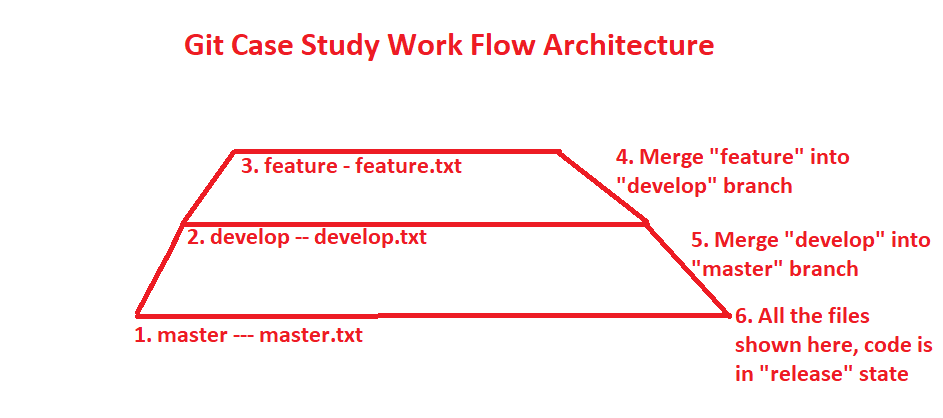 Git Case Study Work Flow Architecture
3. feature - feature.txt
4. Merge "feature" into
"develop" branch
2. develop -- develop.txt
5. Merge "develop" into
"master" branch
1. master --- master.txt
6. All the files
shown here, code is
in "release" state